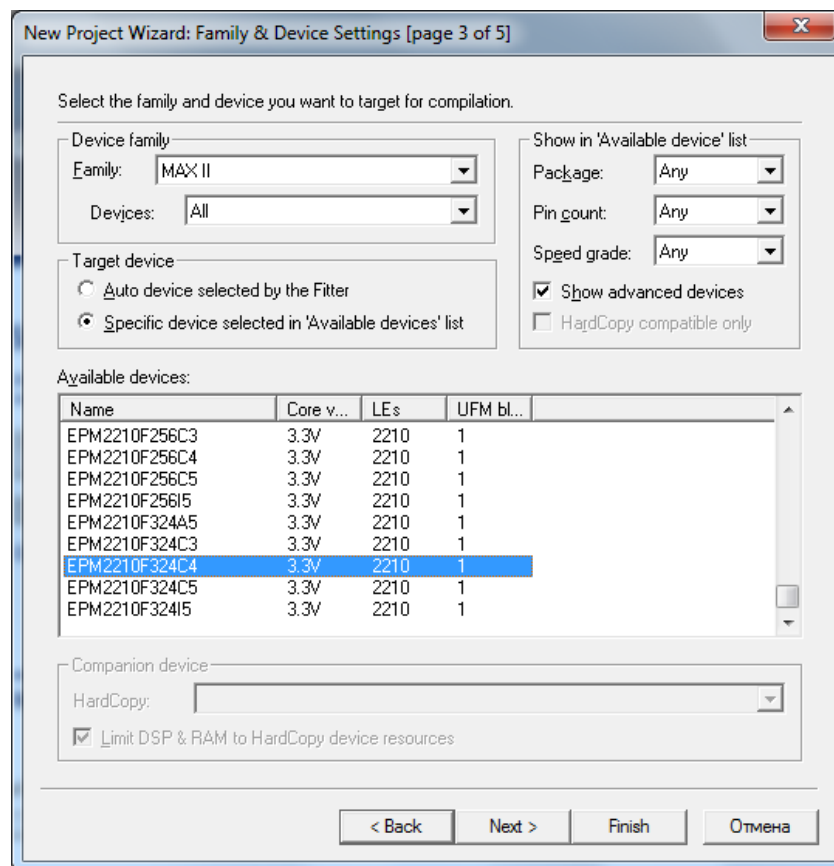 New Project Wizard: Family & Device Settings [page 3 of 5]
Select the family and device you want to target for compilation.
Device family
Family: MAX II
Devices: All
Show in 'Available device' list
Package: Any
Pin count: Any
Speed grade: Any
Show advanced devices
HardCopy compatible only
Target device
Auto device selected by the Fitter
Specific device selected in 'Available devices' list
Available devices:
Name Core v... LEs UFM bl...
EPM2210F256C3 3.3V 2210 1
EPM2210F256C4 3.3V 2210 1
EPM2210F256C5 3.3V 2210 1
EPM2210F256I5 3.3V 2210 1
EPM2210F324A5 3.3V 2210 1
EPM2210F324C3 3.3V 2210 1
EPM2210F324C4 3.3V 2210 1
EPM2210F324C5 3.3V 2210 1
EPM2210F324I5 3.3V 2210 1
Companion device
HardCopy:
Limit DSP & RAM to HardCopy device resources
< Back Next > Finish Отмена